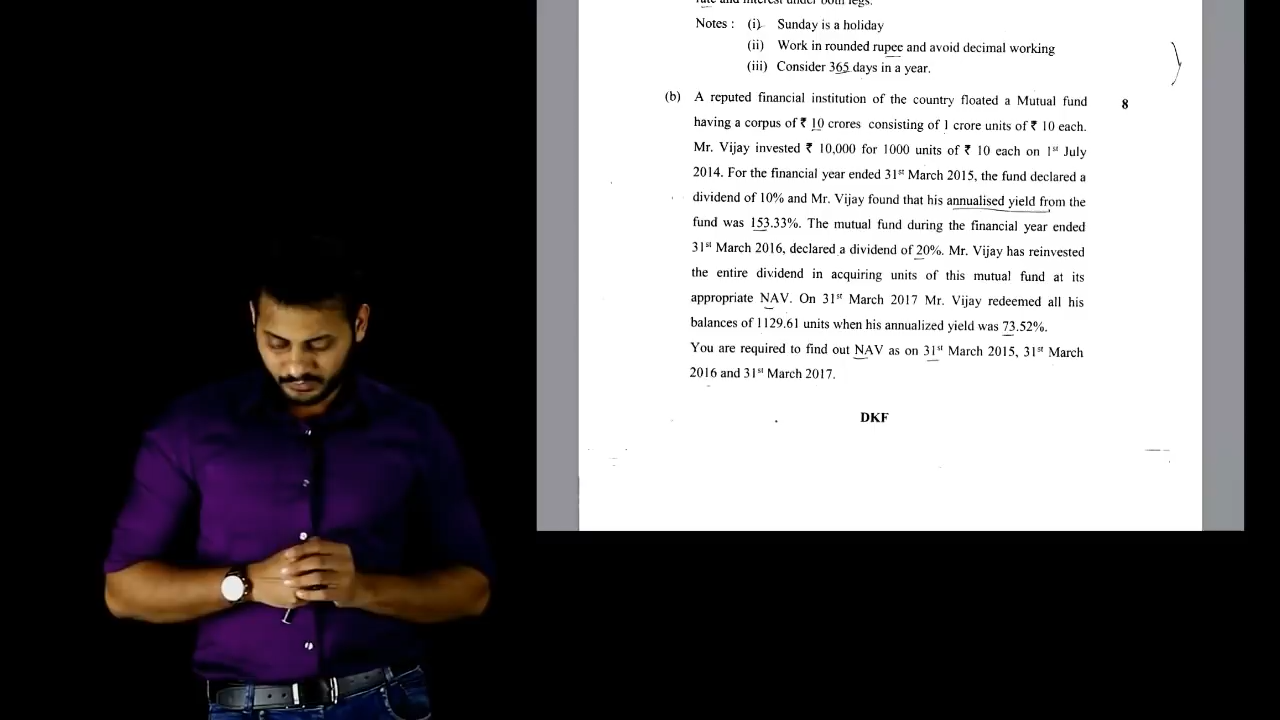 rate and interest under both legs.
Notes : (i) Sunday is a holiday
(ii) Work in rounded rupee and avoid decimal working
(iii) Consider 365 days in a year.
(b) A reputed financial institution of the country floated a Mutual fund 8
having a corpus of ₹ 10 crores consisting of 1 crore units of ₹ 10 each.
Mr. Vijay invested ₹ 10,000 for 1000 units of ₹ 10 each on 1st July
2014. For the financial year ended 31st March 2015, the fund declared a
dividend of 10% and Mr. Vijay found that his annualised yield from the
fund was 153.33%. The mutual fund during the financial year ended
31st March 2016, declared a dividend of 20%. Mr. Vijay has reinvested
the entire dividend in acquiring units of this mutual fund at its
appropriate NAV. On 31st March 2017 Mr. Vijay redeemed all his
balances of 1129.61 units when his annualized yield was 73.52%.
You are required to find out NAV as on 31st March 2015, 31st March
2016 and 31st March 2017.
DKF